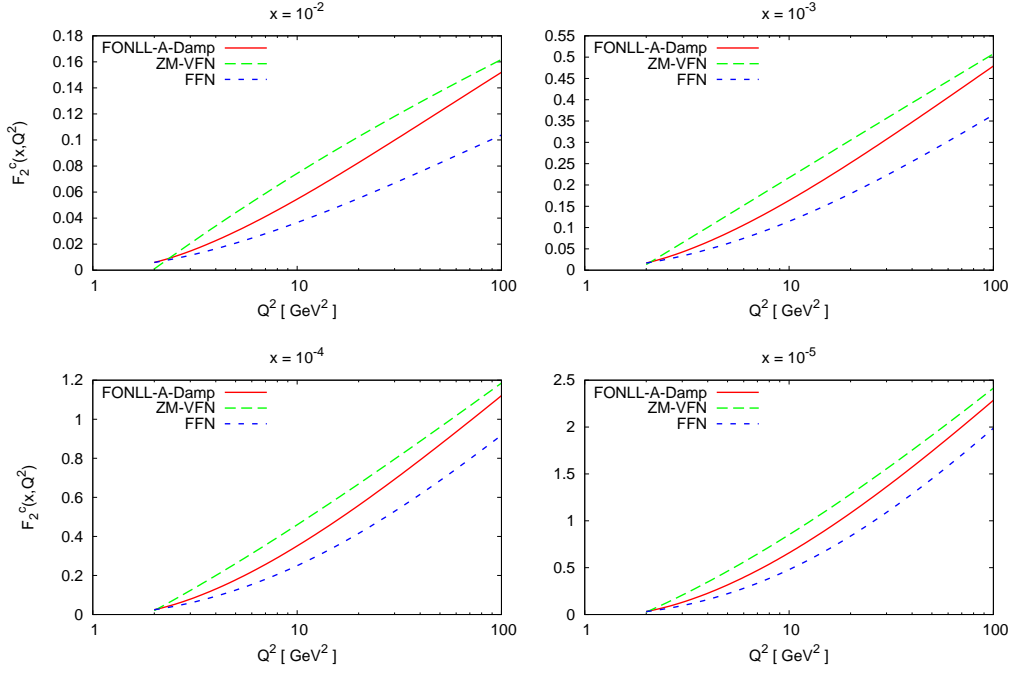 x = 10^-2
0.18
0.16
0.14
0.12
0.1
0.08
0.06
0.04
0.02
0
FONLL-A-Damp
ZM-VFN
FFN
F2^c(x,Q^2)
1
10
100
Q^2 [ GeV^2 ]
x = 10^-3
0.55
0.5
0.45
0.4
0.35
0.3
0.25
0.2
0.15
0.1
0.05
0
FONLL-A-Damp
ZM-VFN
FFN
1
10
100
Q^2 [ GeV^2 ]
x = 10^-4
1.2
1
0.8
0.6
0.4
0.2
0
FONLL-A-Damp
ZM-VFN
FFN
F2^c(x,Q^2)
1
10
100
Q^2 [ GeV^2 ]
x = 10^-5
2.5
2
1.5
1
0.5
0
FONLL-A-Damp
ZM-VFN
FFN
1
10
100
Q^2 [ GeV^2 ]